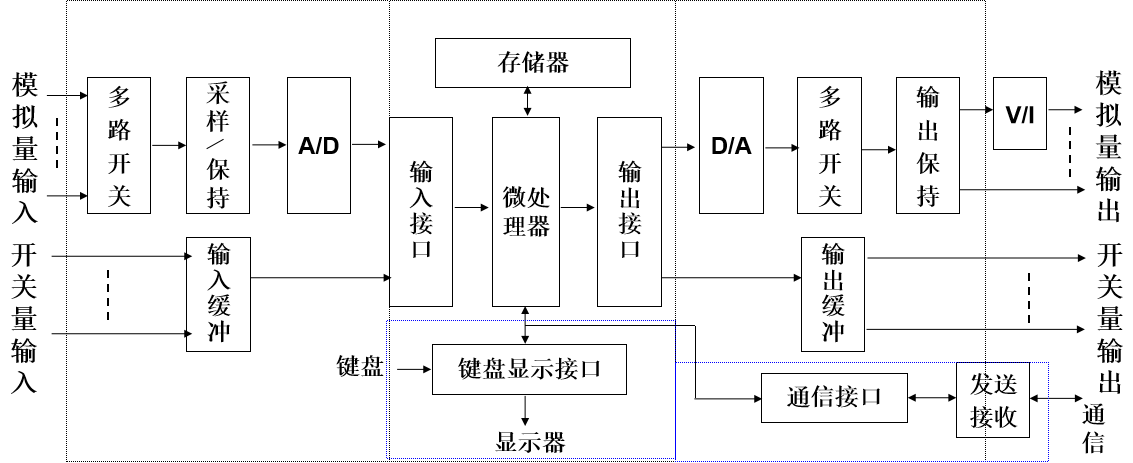 存储器
模拟量输入
多路开关
采样／保持
A/D
输入接口
微处理器
输出接口
D/A
多路开关
输出保持
V/I
模拟量输出
开关量输入
输入缓冲
输出缓冲
开关量输出
键盘
键盘显示接口
显示器
通信接口
发送
接收
通信